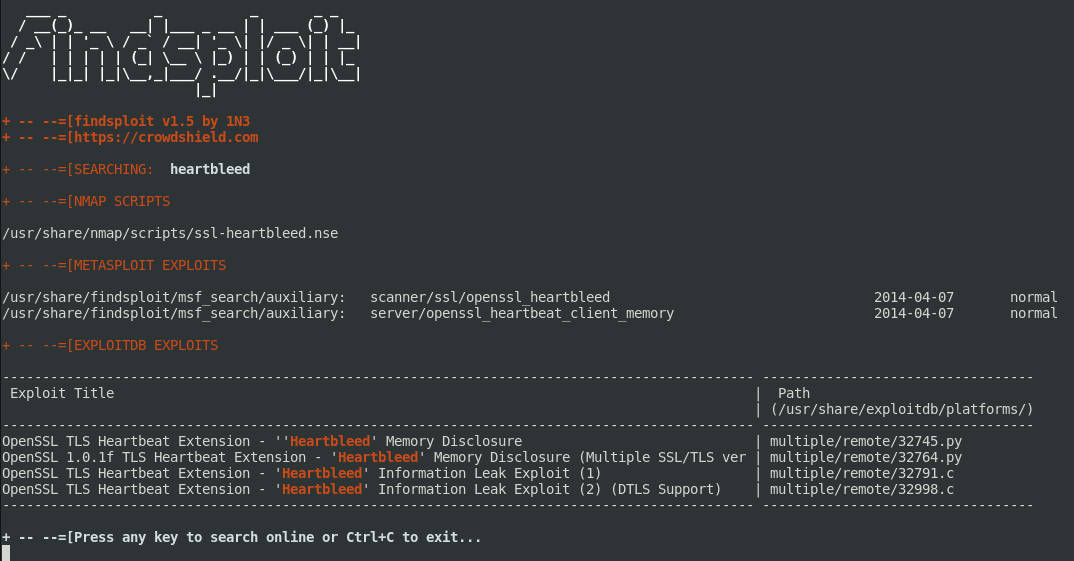 findsploit
+ -- --=[findsploit v1.5 by 1N3
+ -- --=[https://crowdshield.com
+ -- --=[SEARCHING:  heartbleed
+ -- --=[NMAP SCRIPTS
/usr/share/nmap/scripts/ssl-heartbleed.nse
+ -- --=[METASPLOIT EXPLOITS
/usr/share/findsploit/msf_search/auxiliary:   scanner/ssl/openssl_heartbleed                                 2014-04-07       normal
/usr/share/findsploit/msf_search/auxiliary:   server/openssl_heartbeat_client_memory                         2014-04-07       normal
+ -- --=[EXPLOITDB EXPLOITS
---------------------------------------------------------------------------------------------- ----------------------------------
 Exploit Title                                                                                |  Path
                                                                                              | (/usr/share/exploitdb/platforms/)
---------------------------------------------------------------------------------------------- ----------------------------------
OpenSSL TLS Heartbeat Extension - ''Heartbleed' Memory Disclosure                             | multiple/remote/32745.py
OpenSSL 1.0.1f TLS Heartbeat Extension - 'Heartbleed' Memory Disclosure (Multiple SSL/TLS ver | multiple/remote/32764.py
OpenSSL TLS Heartbeat Extension - 'Heartbleed' Information Leak Exploit (1)                   | multiple/remote/32791.c
OpenSSL TLS Heartbeat Extension - 'Heartbleed' Information Leak Exploit (2) (DTLS Support)    | multiple/remote/32998.c
---------------------------------------------------------------------------------------------- ----------------------------------
+ -- --=[Press any key to search online or Ctrl+C to exit...